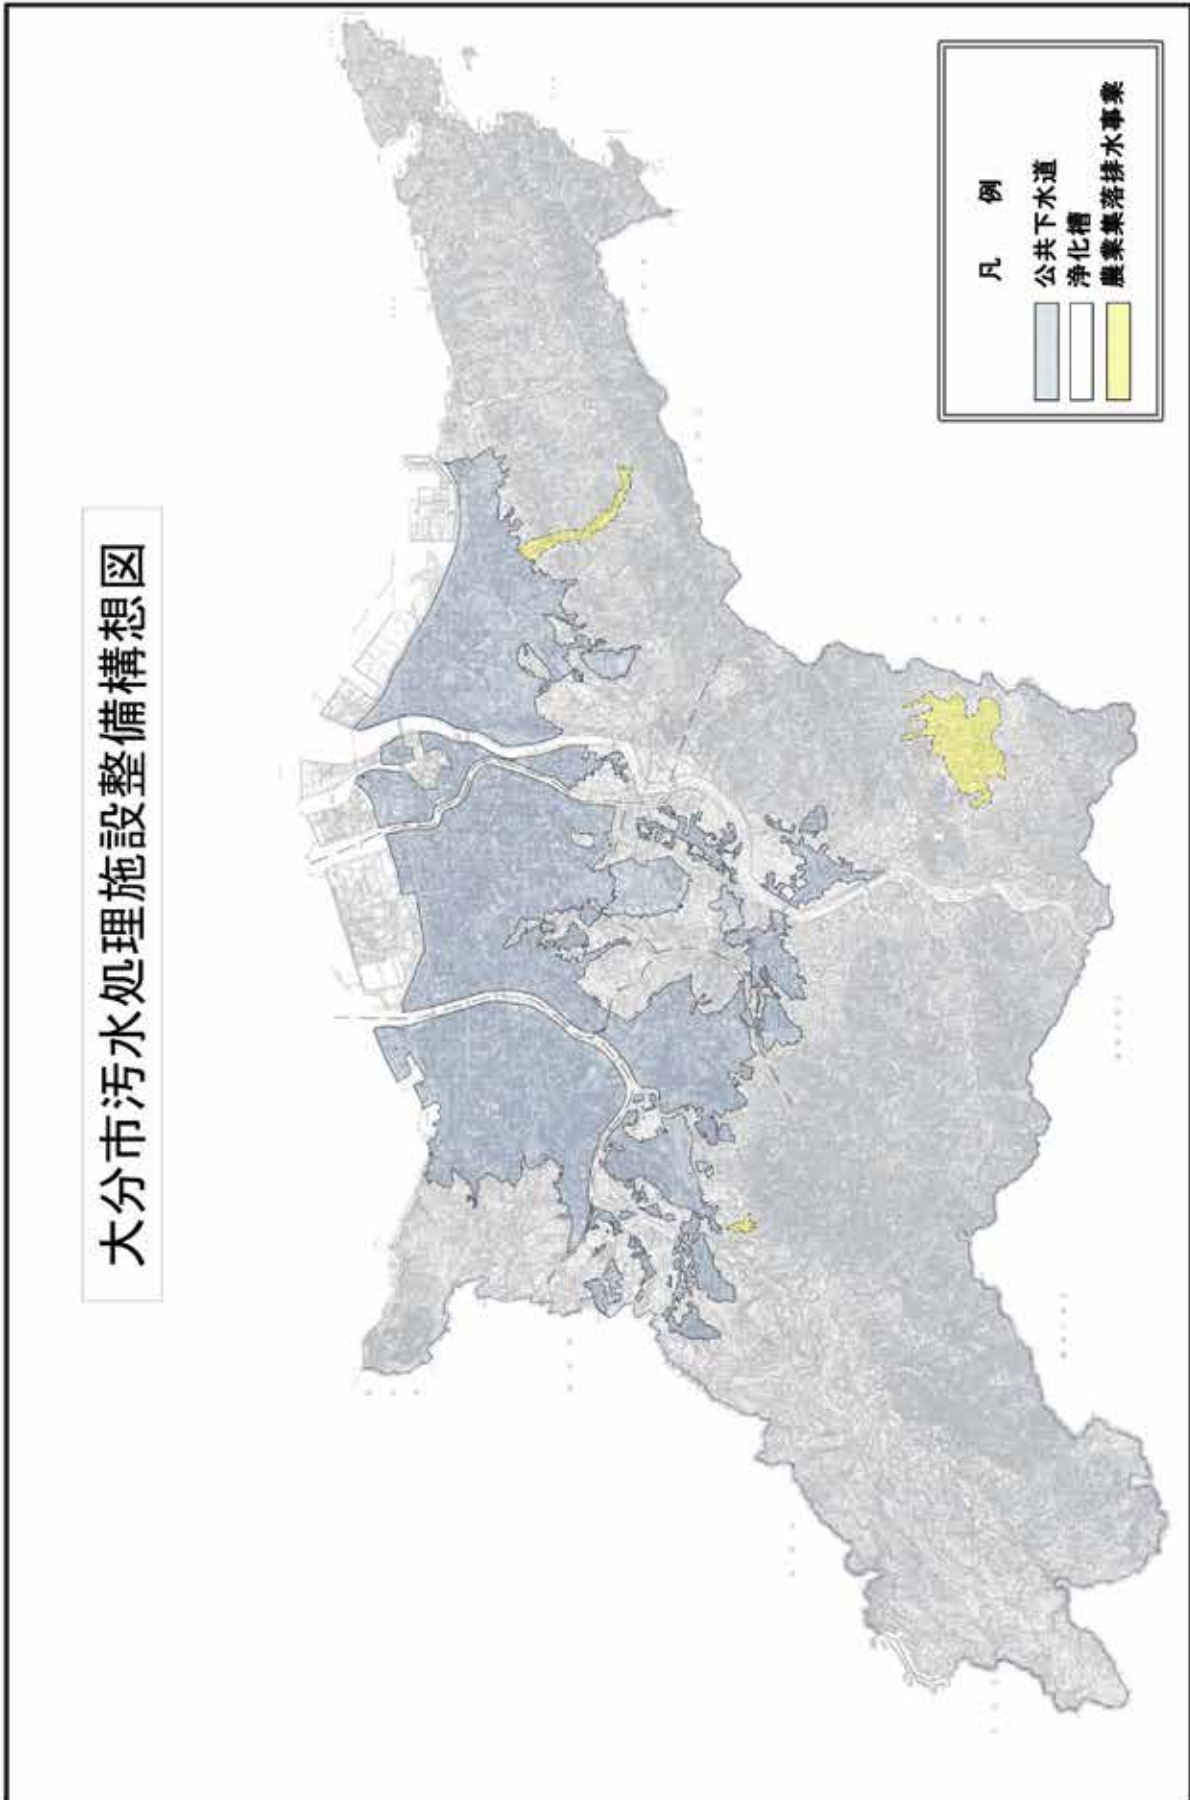 大分市汚水処理施設整備構想図
凡 例
公共下水道
浄化槽
農業集落排水事業